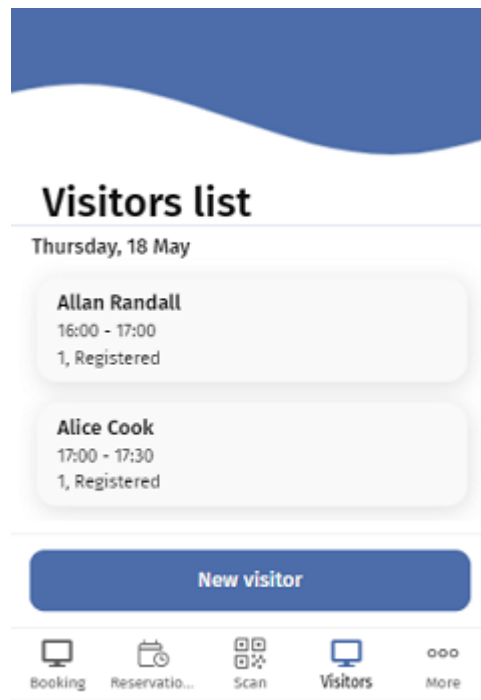 Visitors list
Thursday, 18 May
Allan Randall
16:00 - 17:00
1, Registered
Alice Cook
17:00 - 17:30
1, Registered
New visitor
Booking
Reservatio...
Scan
Visitors
More